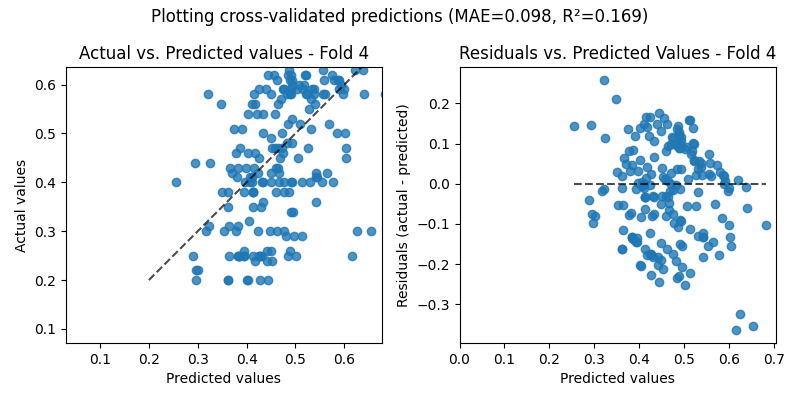 Plotting cross-validated predictions (MAE=0.098, R²=0.169)
Actual vs. Predicted values - Fold 4
Actual values
0.6
0.5
0.4
0.3
0.2
0.1
0.1 0.2 0.3 0.4 0.5 0.6
Predicted values
Residuals vs. Predicted Values - Fold 4
Residuals (actual - predicted)
0.2
0.1
0.0
−0.1
−0.2
−0.3
0.0 0.1 0.2 0.3 0.4 0.5 0.6 0.7
Predicted values